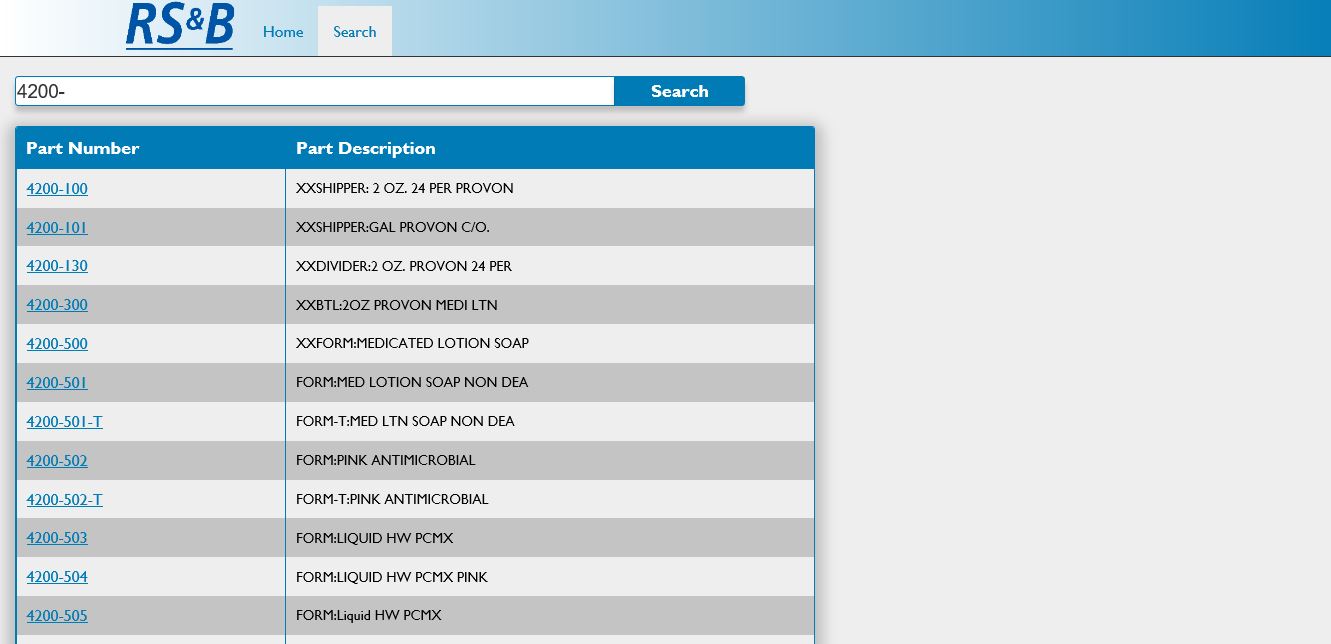 RS&B Home Search
4200- Search
Part Number Part Description
4200-100 XXSHIPPER: 2 OZ. 24 PER PROVON
4200-101 XXSHIPPER:GAL PROVON C/O.
4200-130 XXDIVIDER:2 OZ. PROVON 24 PER
4200-300 XXBTL:2OZ PROVON MEDI LTN
4200-500 XXFORM:MEDICATED LOTION SOAP
4200-501 FORM:MED LOTION SOAP NON DEA
4200-501-T FORM-T:MED LTN SOAP NON DEA
4200-502 FORM:PINK ANTIMICROBIAL
4200-502-T FORM-T:PINK ANTIMICROBIAL
4200-503 FORM:LIQUID HW PCMX
4200-504 FORM:LIQUID HW PCMX PINK
4200-505 FORM:Liquid HW PCMX